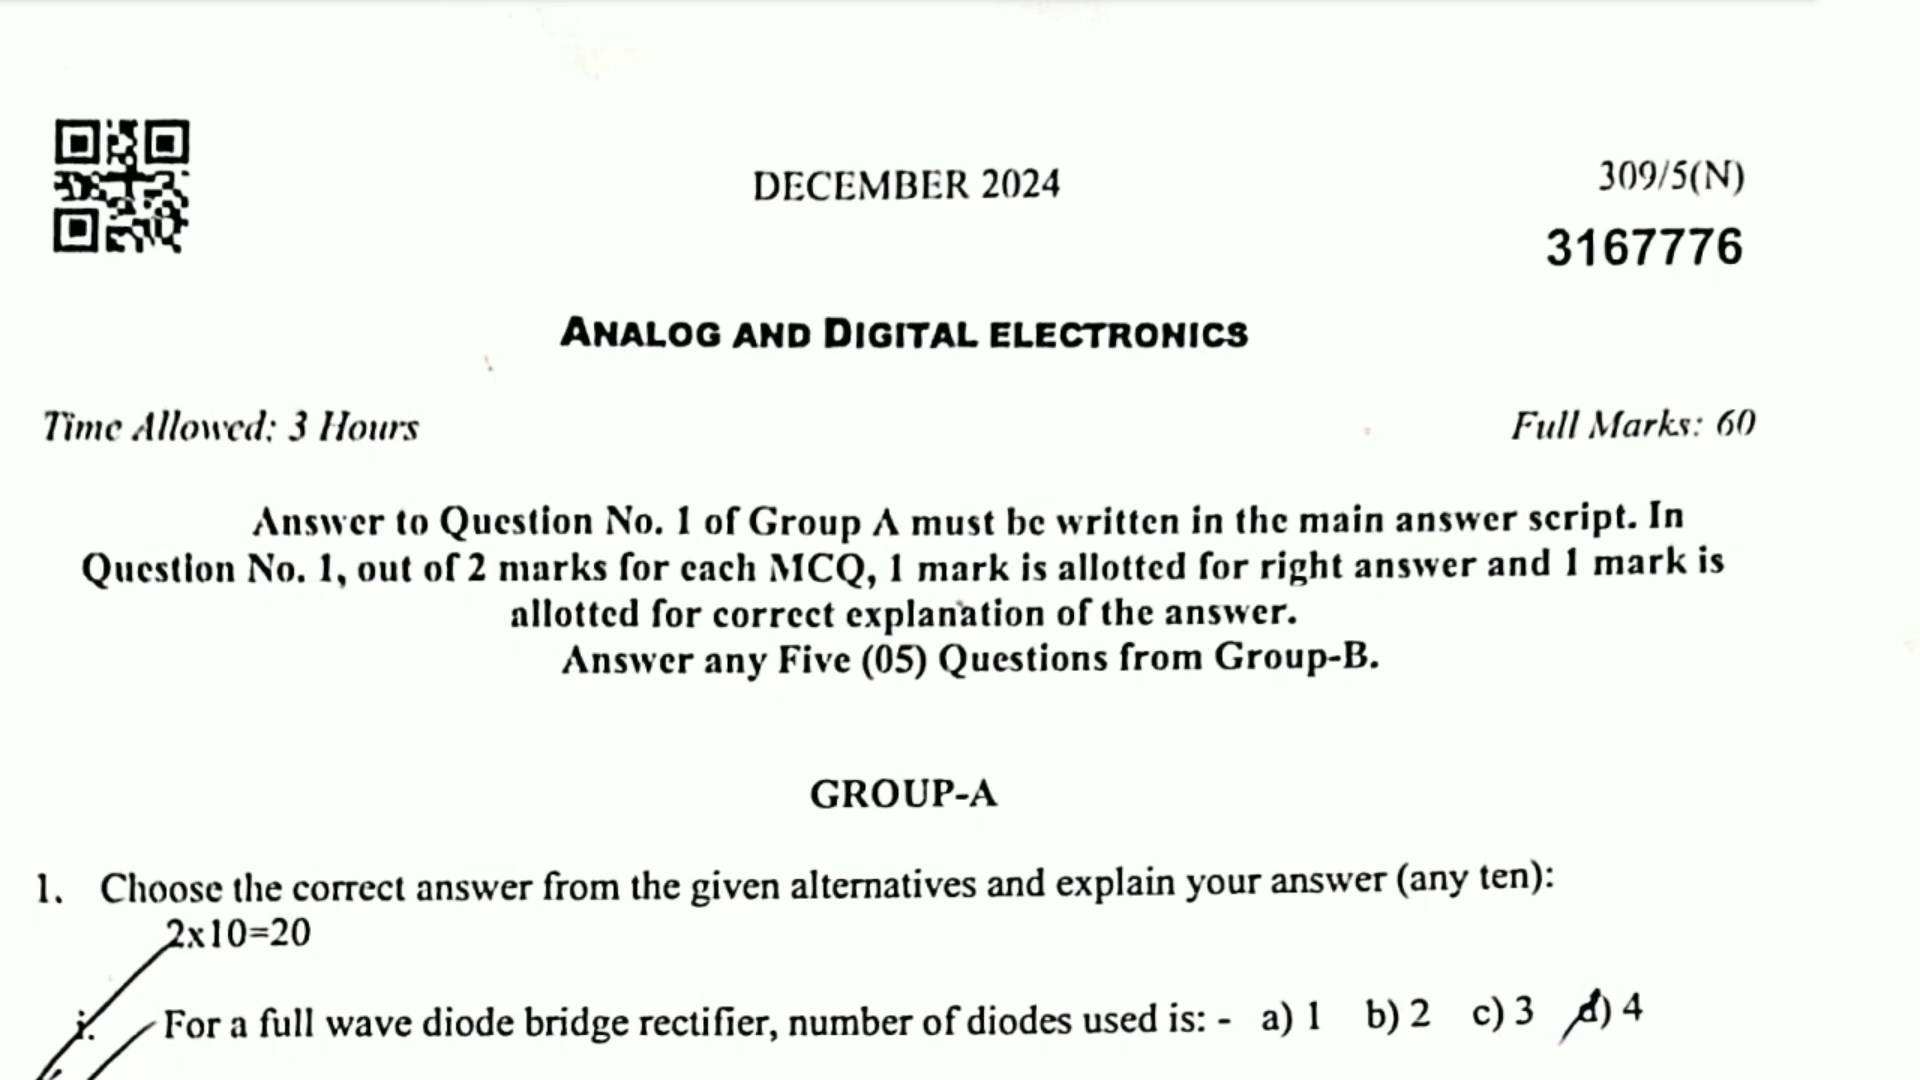 DECEMBER 2024
309/5(N)
3167776
ANALOG AND DIGITAL ELECTRONICS
Time Allowed: 3 Hours
Full Marks: 60
Answer to Question No. 1 of Group A must be written in the main answer script. In
Question No. 1, out of 2 marks for each MCQ, 1 mark is allotted for right answer and 1 mark is
allotted for correct explanation of the answer.
Answer any Five (05) Questions from Group-B.
GROUP-A
1. Choose the correct answer from the given alternatives and explain your answer (any ten):
2x10=20
i. For a full wave diode bridge rectifier, number of diodes used is: - a) 1 b) 2 c) 3 d) 4